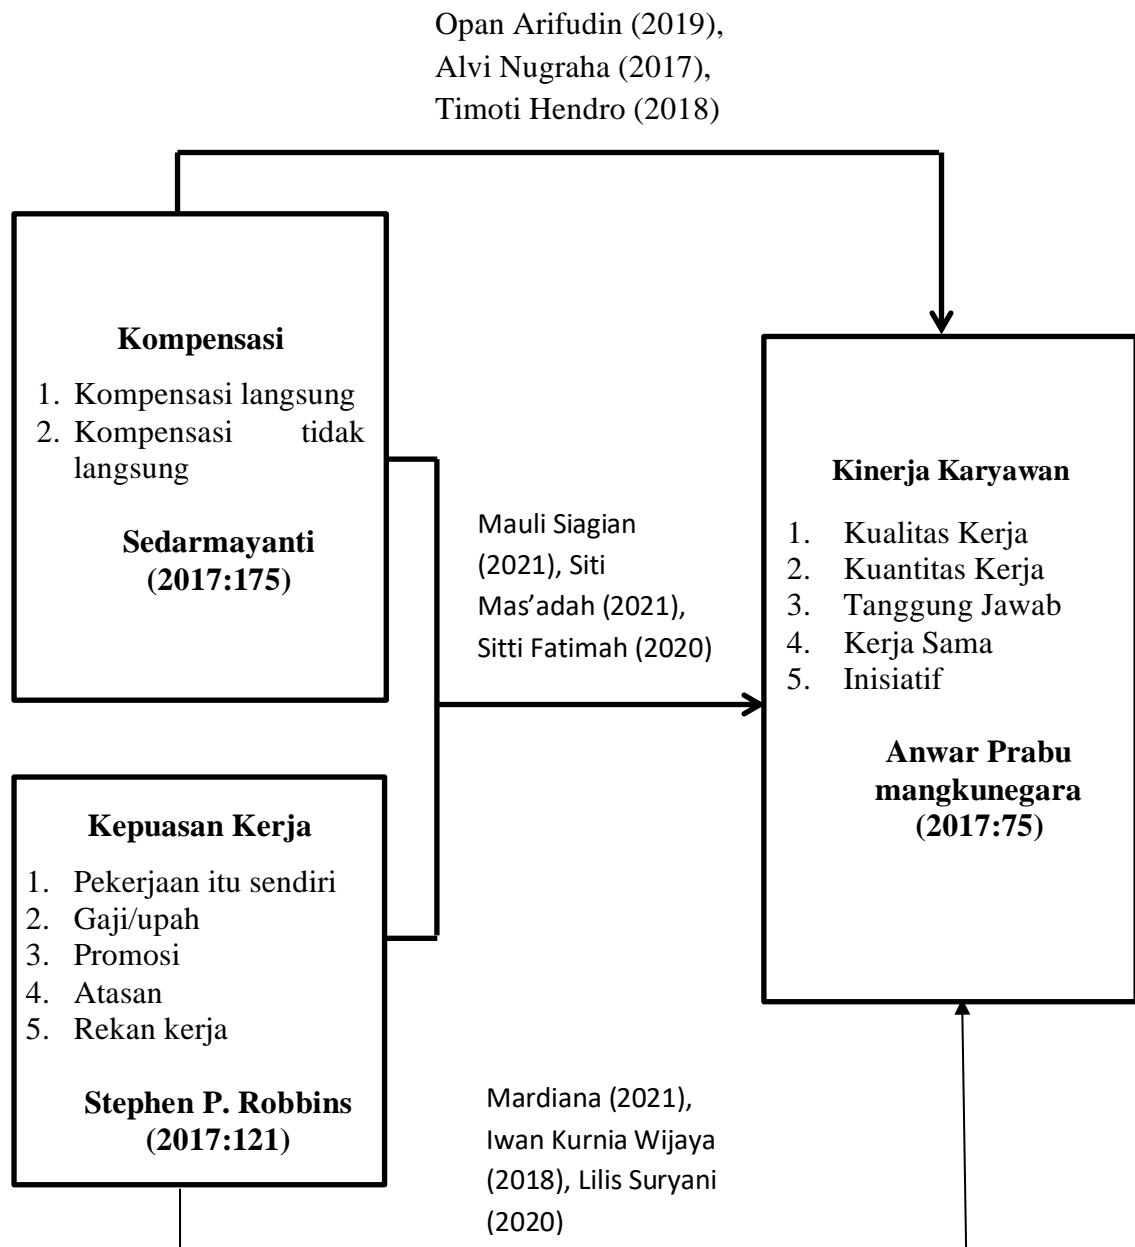 Opan Arifudin (2019),
Alvi Nugraha (2017),
Timoti Hendro (2018)
Kompensasi
1. Kompensasi langsung
2. Kompensasi tidak
langsung
Sedarmayanti
(2017:175)
Mauli Siagian
(2021), Siti
Mas’adah (2021),
Sitti Fatimah (2020)
Kinerja Karyawan
1. Kualitas Kerja
2. Kuantitas Kerja
3. Tanggung Jawab
4. Kerja Sama
5. Inisiatif
Anwar Prabu
mangkunegara
(2017:75)
Kepuasan Kerja
1. Pekerjaan itu sendiri
2. Gaji/upah
3. Promosi
4. Atasan
5. Rekan kerja
Stephen P. Robbins
(2017:121)
Mardiana (2021),
Iwan Kurnia Wijaya
(2018), Lilis Suryani
(2020)